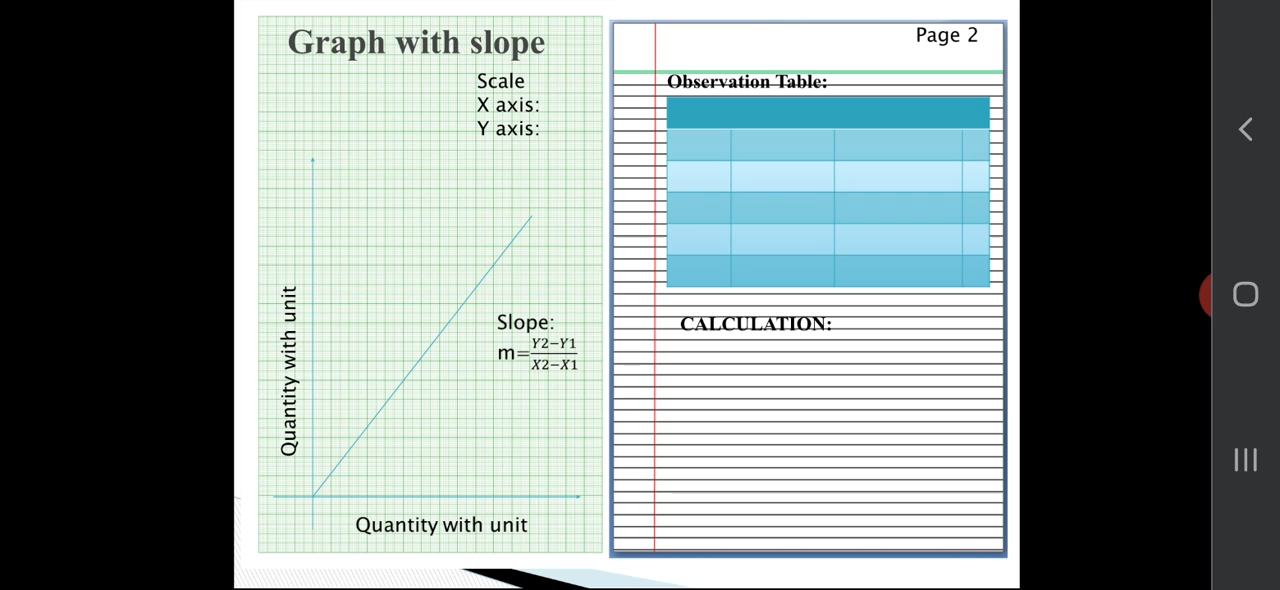 Graph with slope
Scale
X axis:
Y axis:
Quantity with unit
Slope:
m=Y2−Y1
X2−X1
Quantity with unit
Page 2
Observation Table:
CALCULATION: